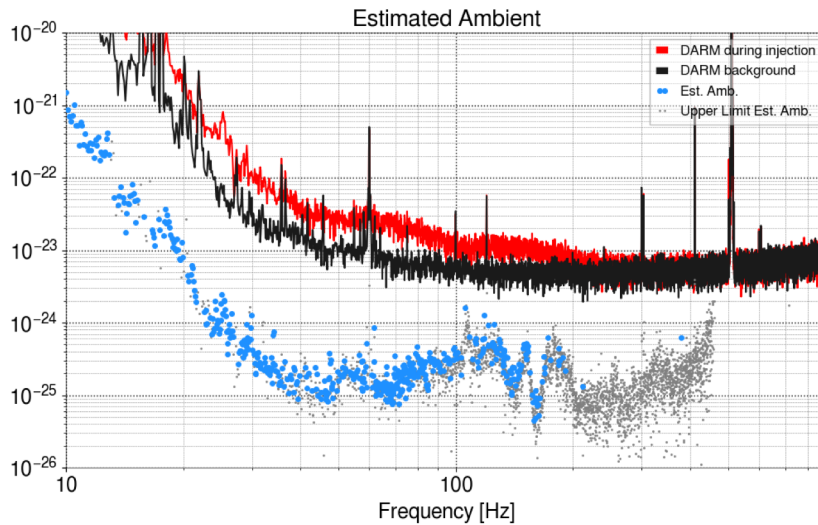 Estimated Ambient
10⁻²⁰
10⁻²¹
10⁻²²
10⁻²³
10⁻²⁴
10⁻²⁵
10⁻²⁶
DARM during injection
DARM background
Est. Amb.
Upper Limit Est. Amb.
10
100
Frequency [Hz]